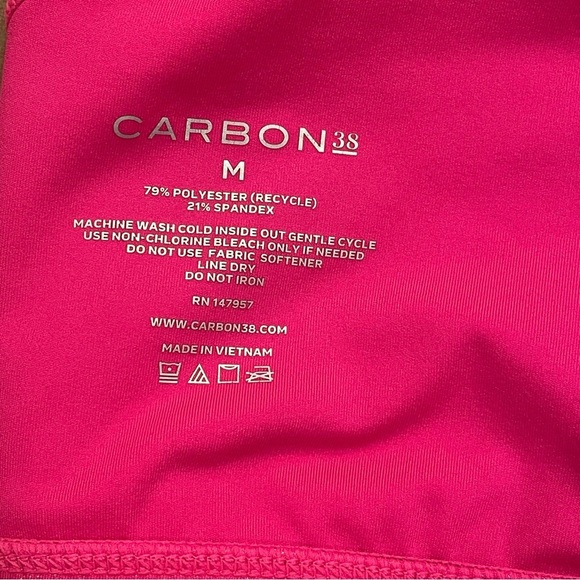 CARBON38
M
79% POLYESTER (RECYCLE)
21% SPANDEX
MACHINE WASH COLD INSIDE OUT GENTLE CYCLE
USE NON-CHLORINE BLEACH ONLY IF NEEDED
DO NOT USE FABRIC SOFTENER
LINE DRY
DO NOT IRON
RN 147957
WWW.CARBON38.COM
MADE IN VIETNAM